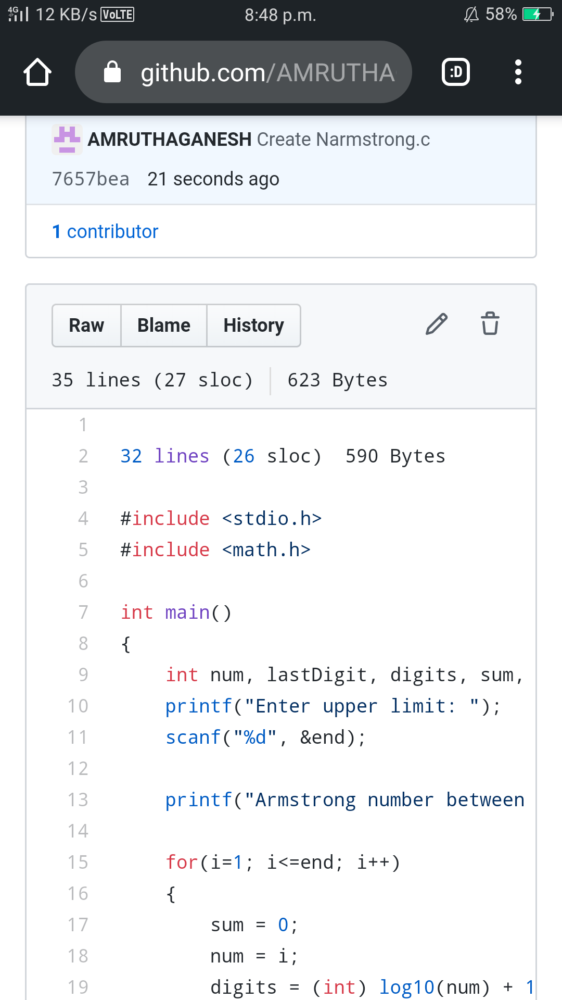 4G 12 KB/s VoLTE 8:48 p.m. 58%
github.com/AMRUTHA :D
AMRUTHAGANESH Create Narmstrong.c
7657bea 21 seconds ago
1 contributor
Raw Blame History
35 lines (27 sloc) 623 Bytes
1
2 32 lines (26 sloc) 590 Bytes
3
4 #include <stdio.h>
5 #include <math.h>
6
7 int main()
8 {
9 int num, lastDigit, digits, sum,
10 printf("Enter upper limit: ");
11 scanf("%d", &end);
12
13 printf("Armstrong number between
14
15 for(i=1; i<=end; i++)
16 {
17 sum = 0;
18 num = i;
19 digits = (int) log10(num) + 1